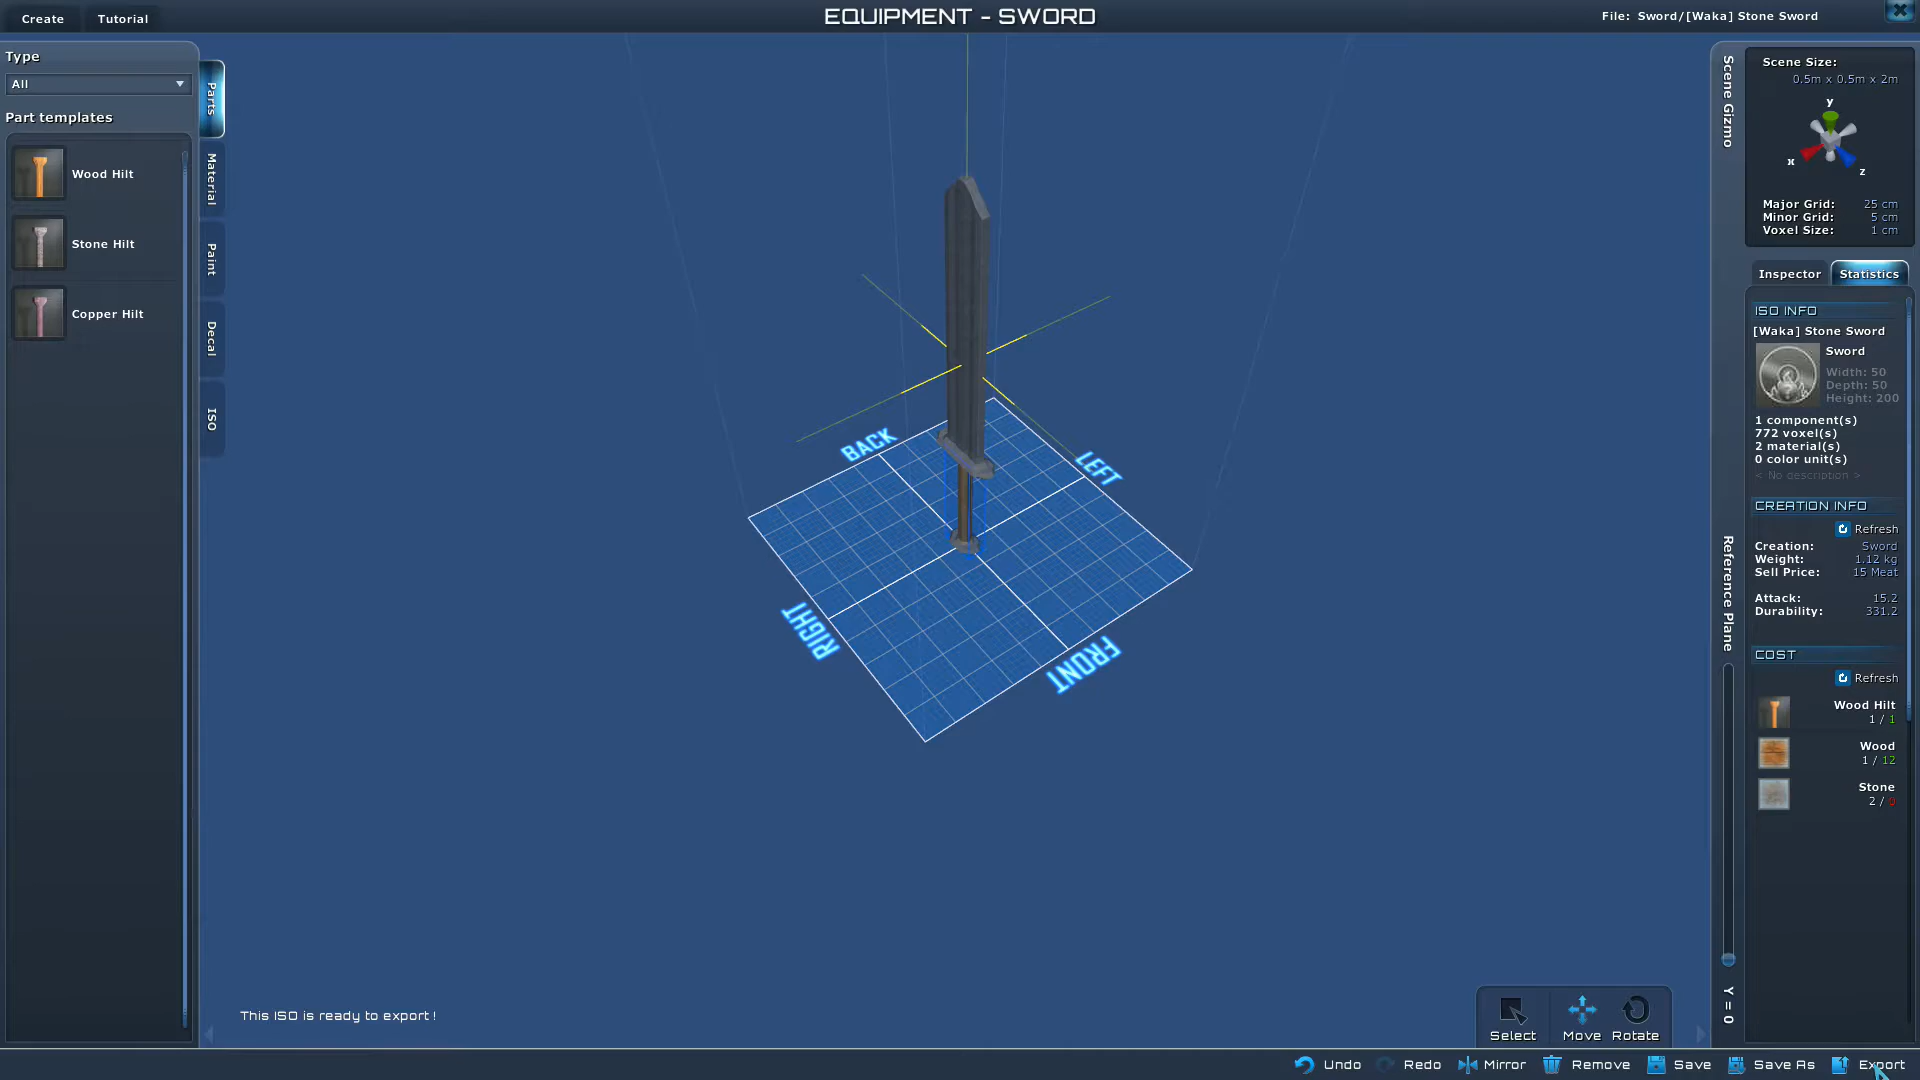 Create
Tutorial
EQUIPMENT - SWORD
File: Sword/[Waka] Stone Sword
Type
All
Part templates
Wood Hilt
Stone Hilt
Copper Hilt
Parts
Material
Paint
Decal
ISO
BACK
LEFT
RIGHT
FRONT
This ISO is ready to export !
Scene Gizmo
Scene Size:
0.5m x 0.5m x 2m
y
x
z
Major Grid: 25 cm
Minor Grid: 5 cm
Voxel Size: 1 cm
Reference Plane
Y = 0
Inspector
Statistics
ISO INFO
[Waka] Stone Sword
Sword
Width: 50
Depth: 50
Height: 200
1 component(s)
772 voxel(s)
2 material(s)
0 color unit(s)
< No description >
CREATION INFO
Refresh
Creation: Sword
Weight: 1.12 kg
Sell Price: 15 Meat
Attack: 15.2
Durability: 331.2
COST
Refresh
Wood Hilt
1 / 1
Wood
1 / 12
Stone
2 / 0
Select
Move
Rotate
Undo
Redo
Mirror
Remove
Save
Save As
Export